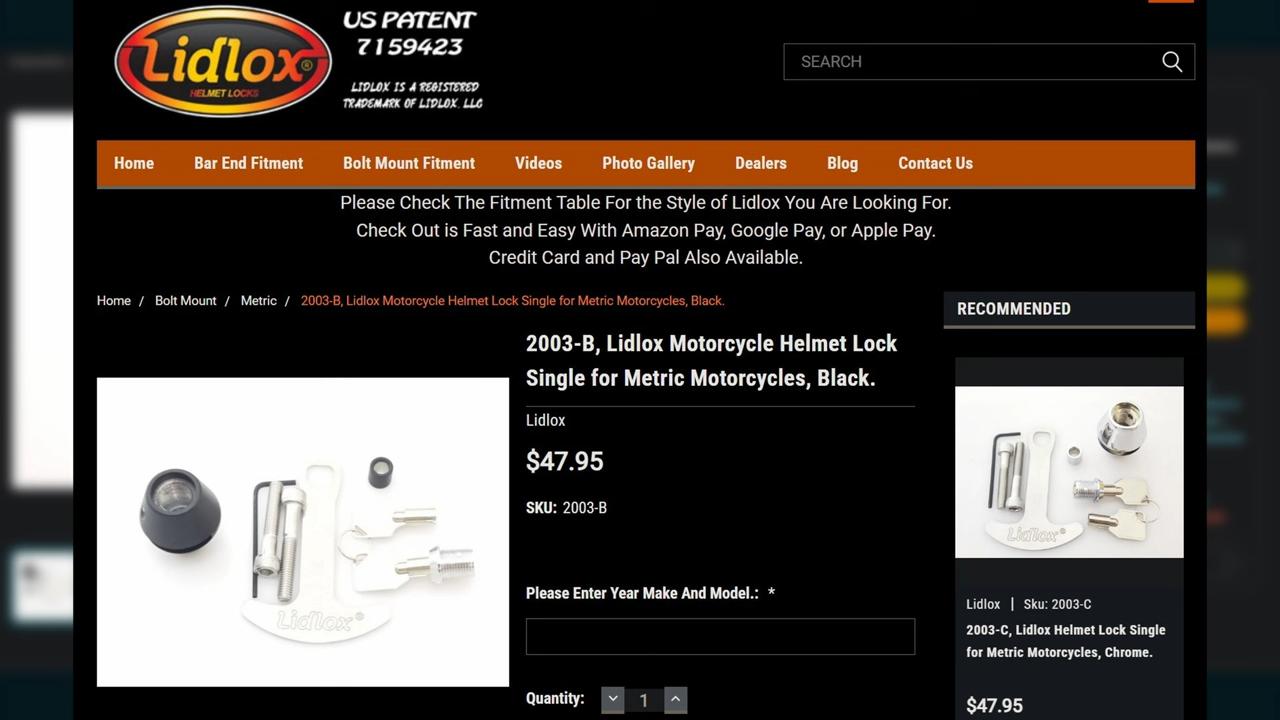 Lidlox®
HELMET LOCKS
US PATENT
7159423
LIDLOX IS A REGISTERED
TRADEMARK OF LIDLOX, LLC
SEARCH
Home
Bar End Fitment
Bolt Mount Fitment
Videos
Photo Gallery
Dealers
Blog
Contact Us
Please Check The Fitment Table For the Style of Lidlox You Are Looking For.
Check Out is Fast and Easy With Amazon Pay, Google Pay, or Apple Pay.
Credit Card and Pay Pal Also Available.
Home / Bolt Mount / Metric / 2003-B, Lidlox Motorcycle Helmet Lock Single for Metric Motorcycles, Black.
2003-B, Lidlox Motorcycle Helmet Lock
Single for Metric Motorcycles, Black.
Lidlox
$47.95
SKU: 2003-B
Please Enter Year Make And Model.: *
Quantity: 1
Lidlox®
RECOMMENDED
Lidlox®
Lidlox | Sku: 2003-C
2003-C, Lidlox Helmet Lock Single
for Metric Motorcycles, Chrome.
$47.95